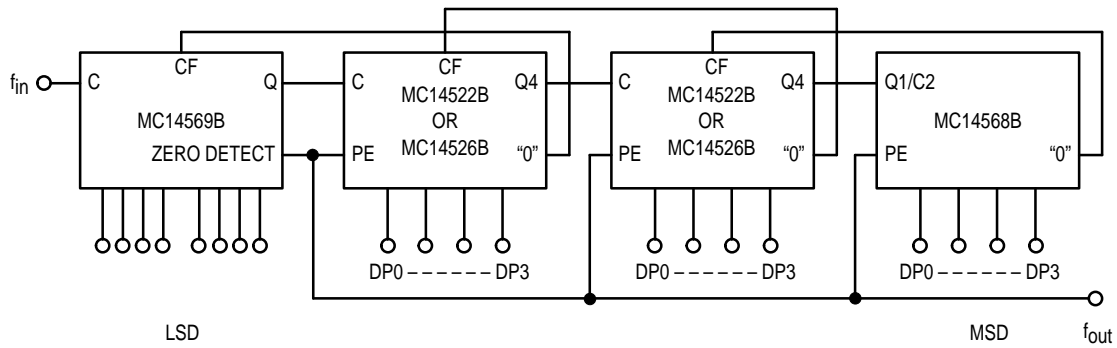 CF Q CF Q4 CF Q4
fin C C C Q1/C2
MC14522B MC14522B
MC14569B OR OR MC14568B
MC14526B MC14526B
ZERO DETECT PE "0" PE "0" PE "0"
DP0 – – – – – – DP3 DP0 – – – – – – DP3 DP0 – – – – – – DP3
LSD MSD fout